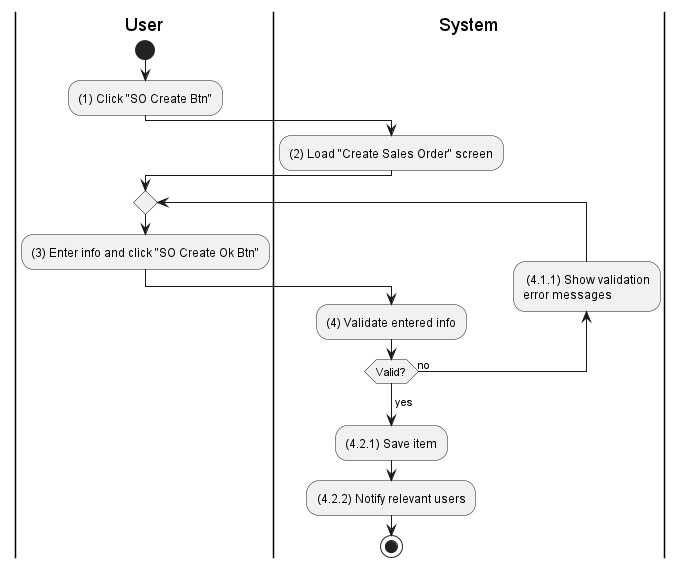 User
System
(1) Click "SO Create Btn"
(2) Load "Create Sales Order" screen
(3) Enter info and click "SO Create Ok Btn"
(4.1.1) Show validation
error messages
(4) Validate entered info
Valid?
no
yes
(4.2.1) Save item
(4.2.2) Notify relevant users